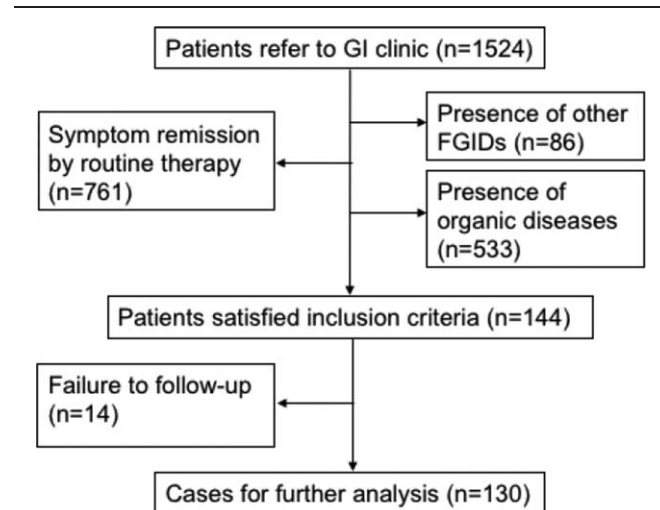 Patients refer to GI clinic (n=1524)
Presence of other
FGIDs (n=86)
Symptom remission
by routine therapy
(n=761)
Presence of
organic diseases
(n=533)
Patients satisfied inclusion criteria (n=144)
Failure to follow-up
(n=14)
Cases for further analysis (n=130)